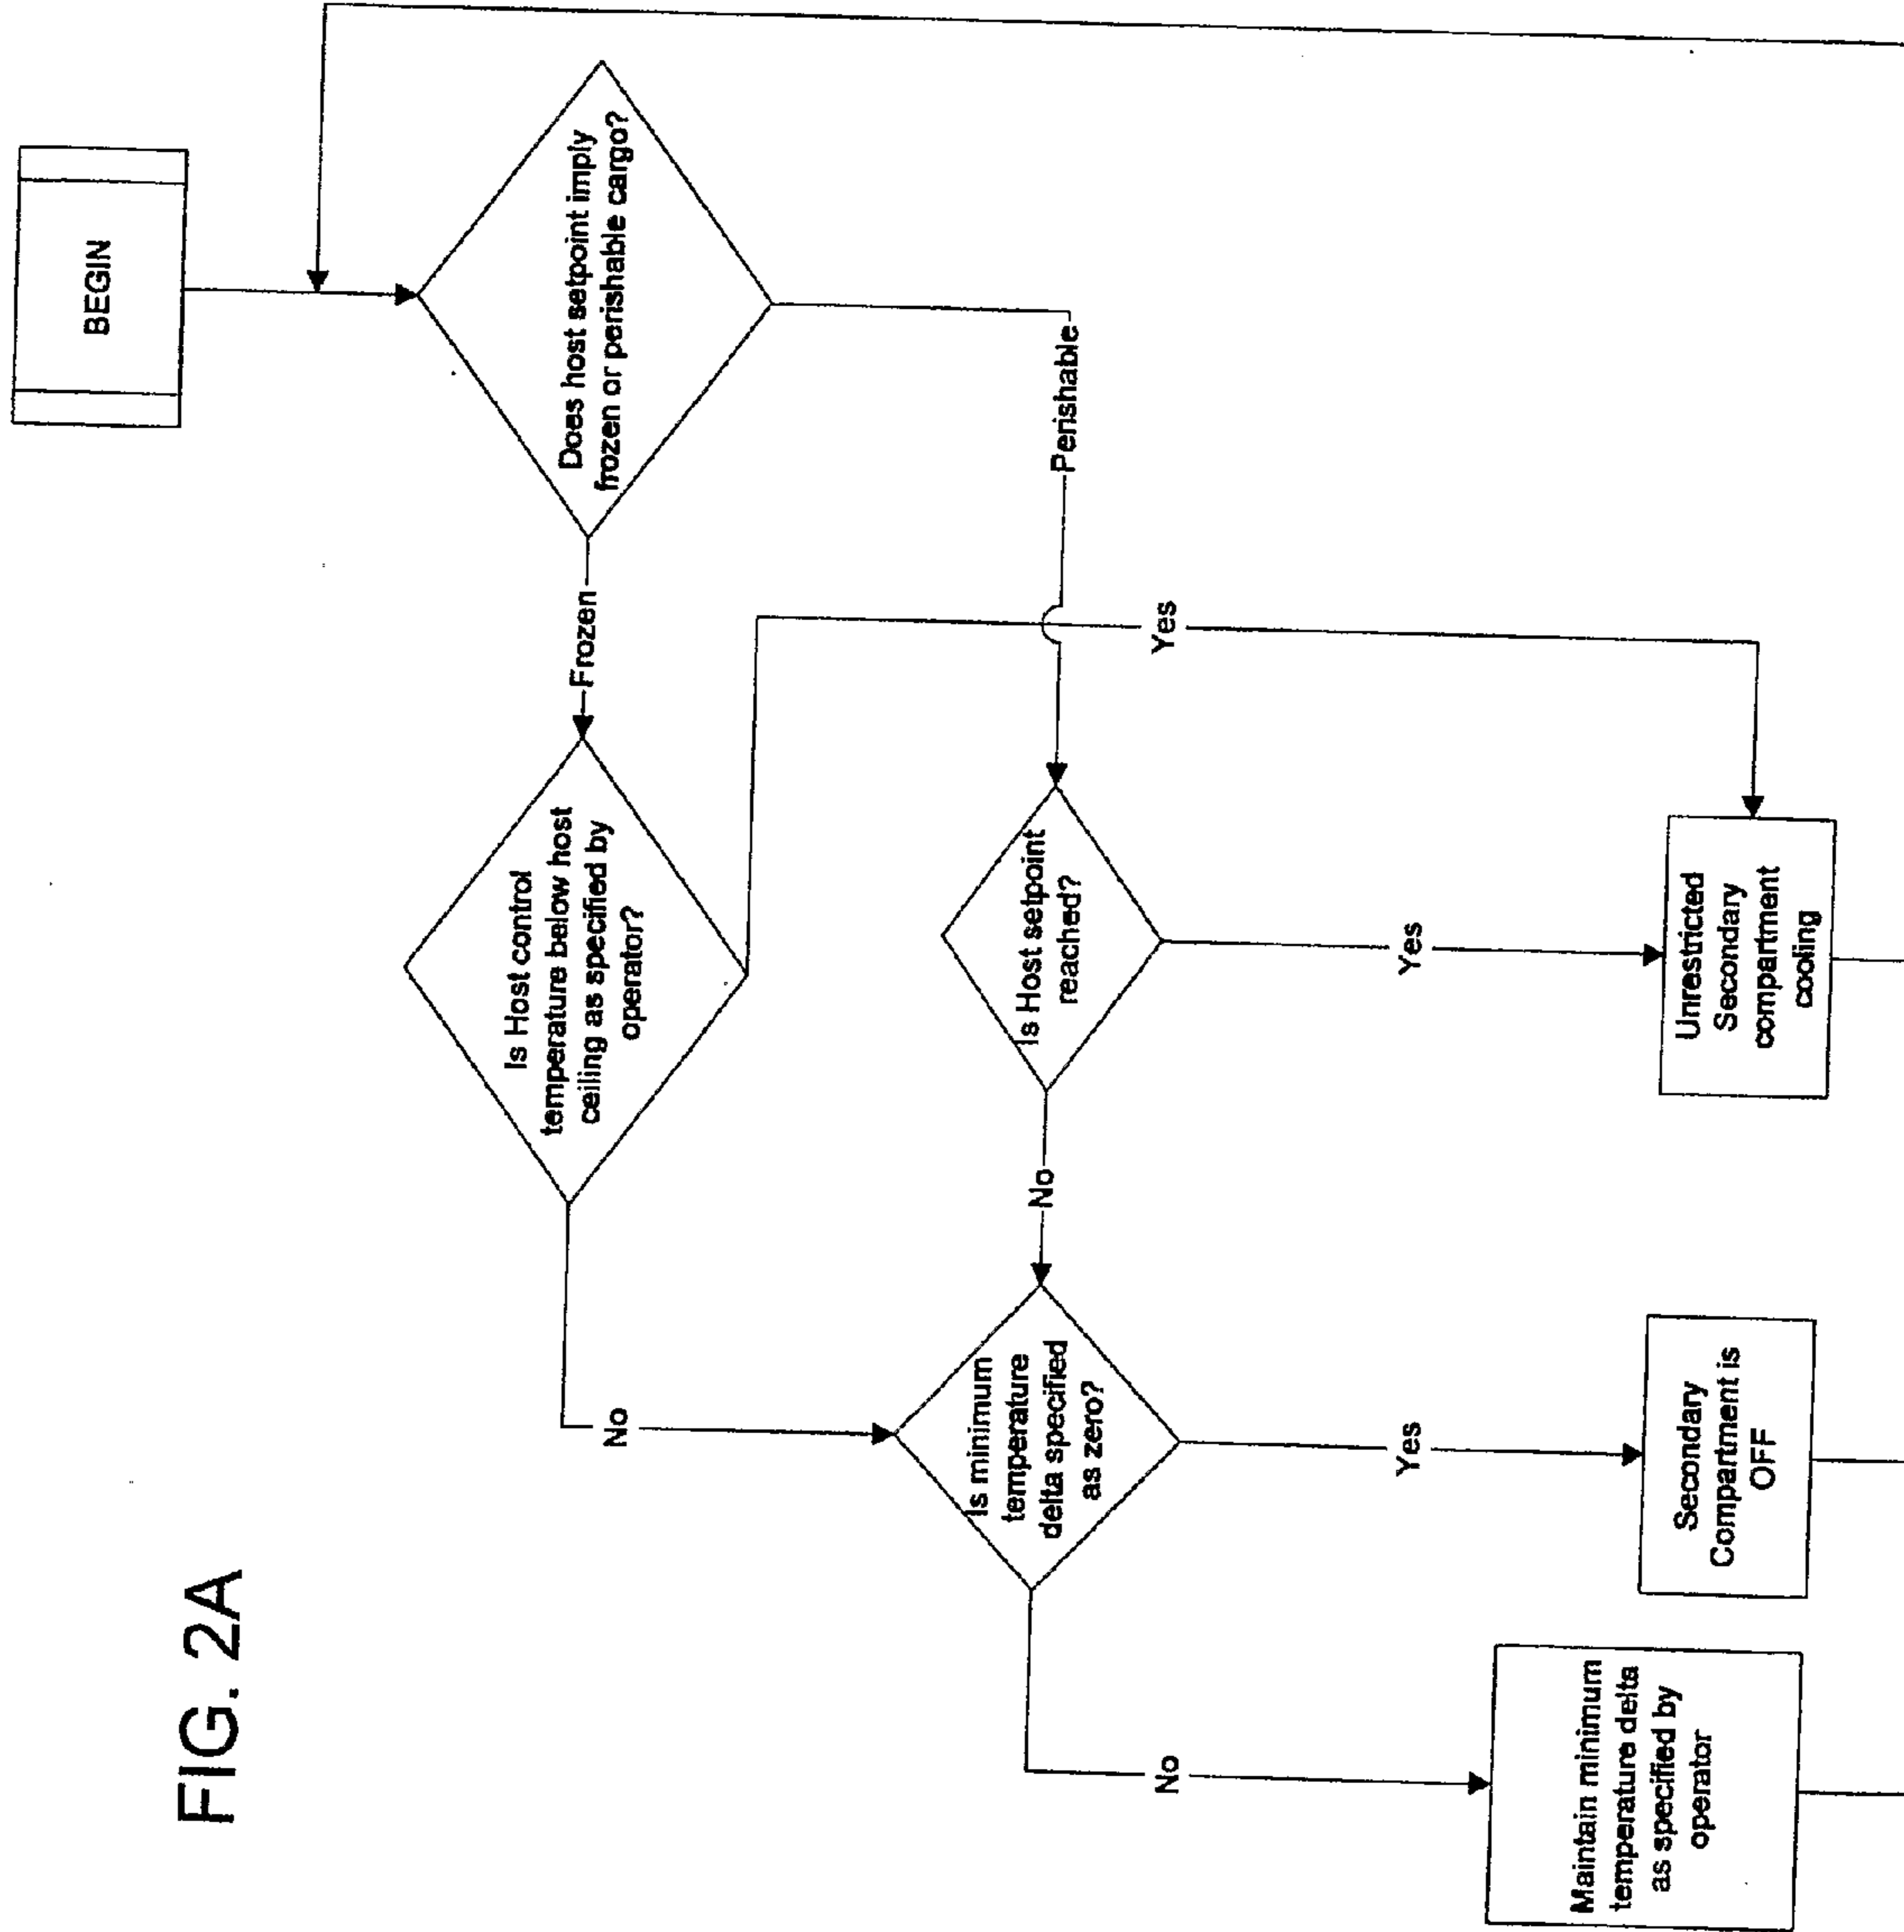 FIG. 2A
BEGIN
Does host setpoint imply
frozen or perishable cargo?
Frozen
Perishable
Is Host control
temperature below host
ceiling as specified by
operator?
No
Yes
Is Host setpoint
reached?
No
Yes
Is minimum
temperature
delta specified
as zero?
No
Yes
Maintain minimum
temperature delta
as specified by
operator
Secondary
Compartment is
OFF
Unrestricted
Secondary
compartment
cooling